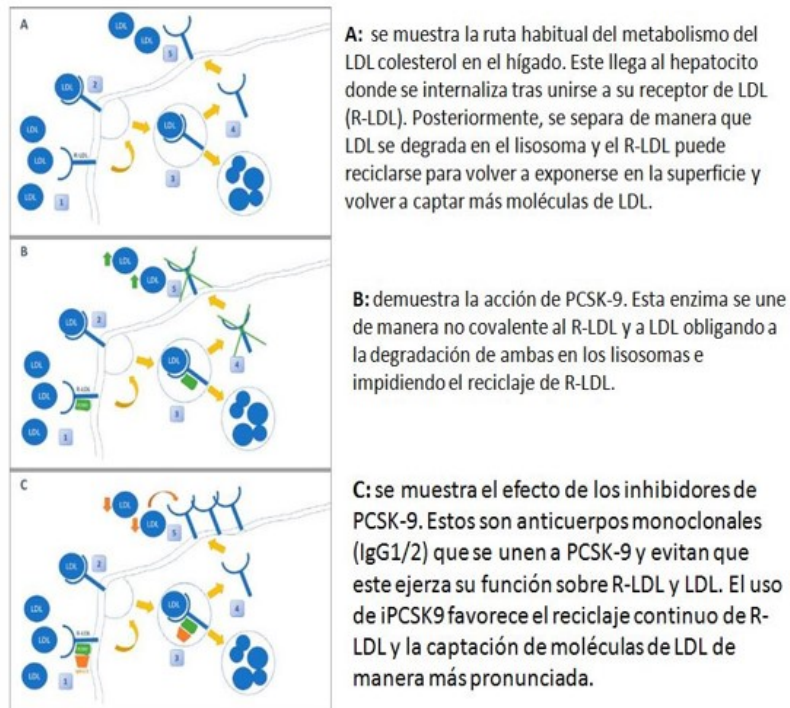 A
LDL
LDL
5
LDL
2
LDL
R-LDL
LDL
LDL
1
LDL
3
4
A: se muestra la ruta habitual del metabolismo del
LDL colesterol en el hígado. Este llega al hepatocito
donde se internaliza tras unirse a su receptor de LDL
(R-LDL). Posteriormente, se separa de manera que
LDL se degrada en el lisosoma y el R-LDL puede
reciclarse para volver a exponerse en la superficie y
volver a captar más moléculas de LDL.
B
LDL
LDL
5
LDL
2
LDL
R-LDL
LDL
LDL
1
LDL
3
4
B: demuestra la acción de PCSK-9. Esta enzima se une
de manera no covalente al R-LDL y a LDL obligando a
la degradación de ambas en los lisosomas e
impidiendo el reciclaje de R-LDL.
C
LDL
LDL
5
LDL
2
LDL
R-LDL
LDL
LDL
1
LDL
3
4
C: se muestra el efecto de los inhibidores de
PCSK-9. Estos son anticuerpos monoclonales
(IgG1/2) que se unen a PCSK-9 y evitan que
este ejerza su función sobre R-LDL y LDL. El uso
de iPCSK9 favorece el reciclaje continuo de R-
LDL y la captación de moléculas de LDL de
manera más pronunciada.